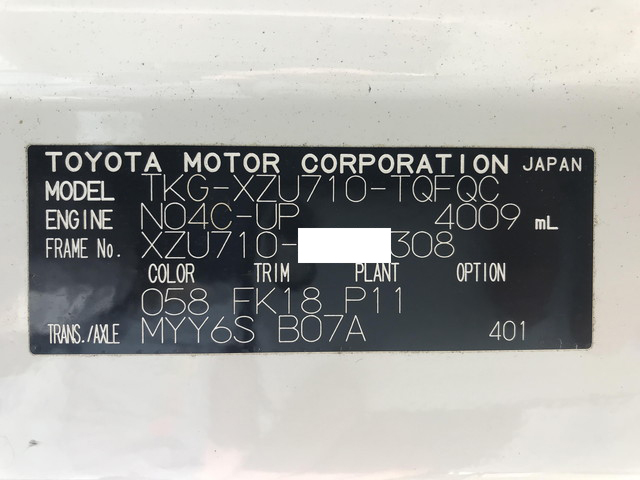 TOYOTA MOTOR CORPORATION JAPAN
MODEL TKG-XZU710-TQFQC
ENGINE N04C-UP 4009 mL
FRAME No. XZU710- 308
COLOR TRIM PLANT OPTION
058 FK18 P11
TRANS./AXLE MYY6S B07A 401